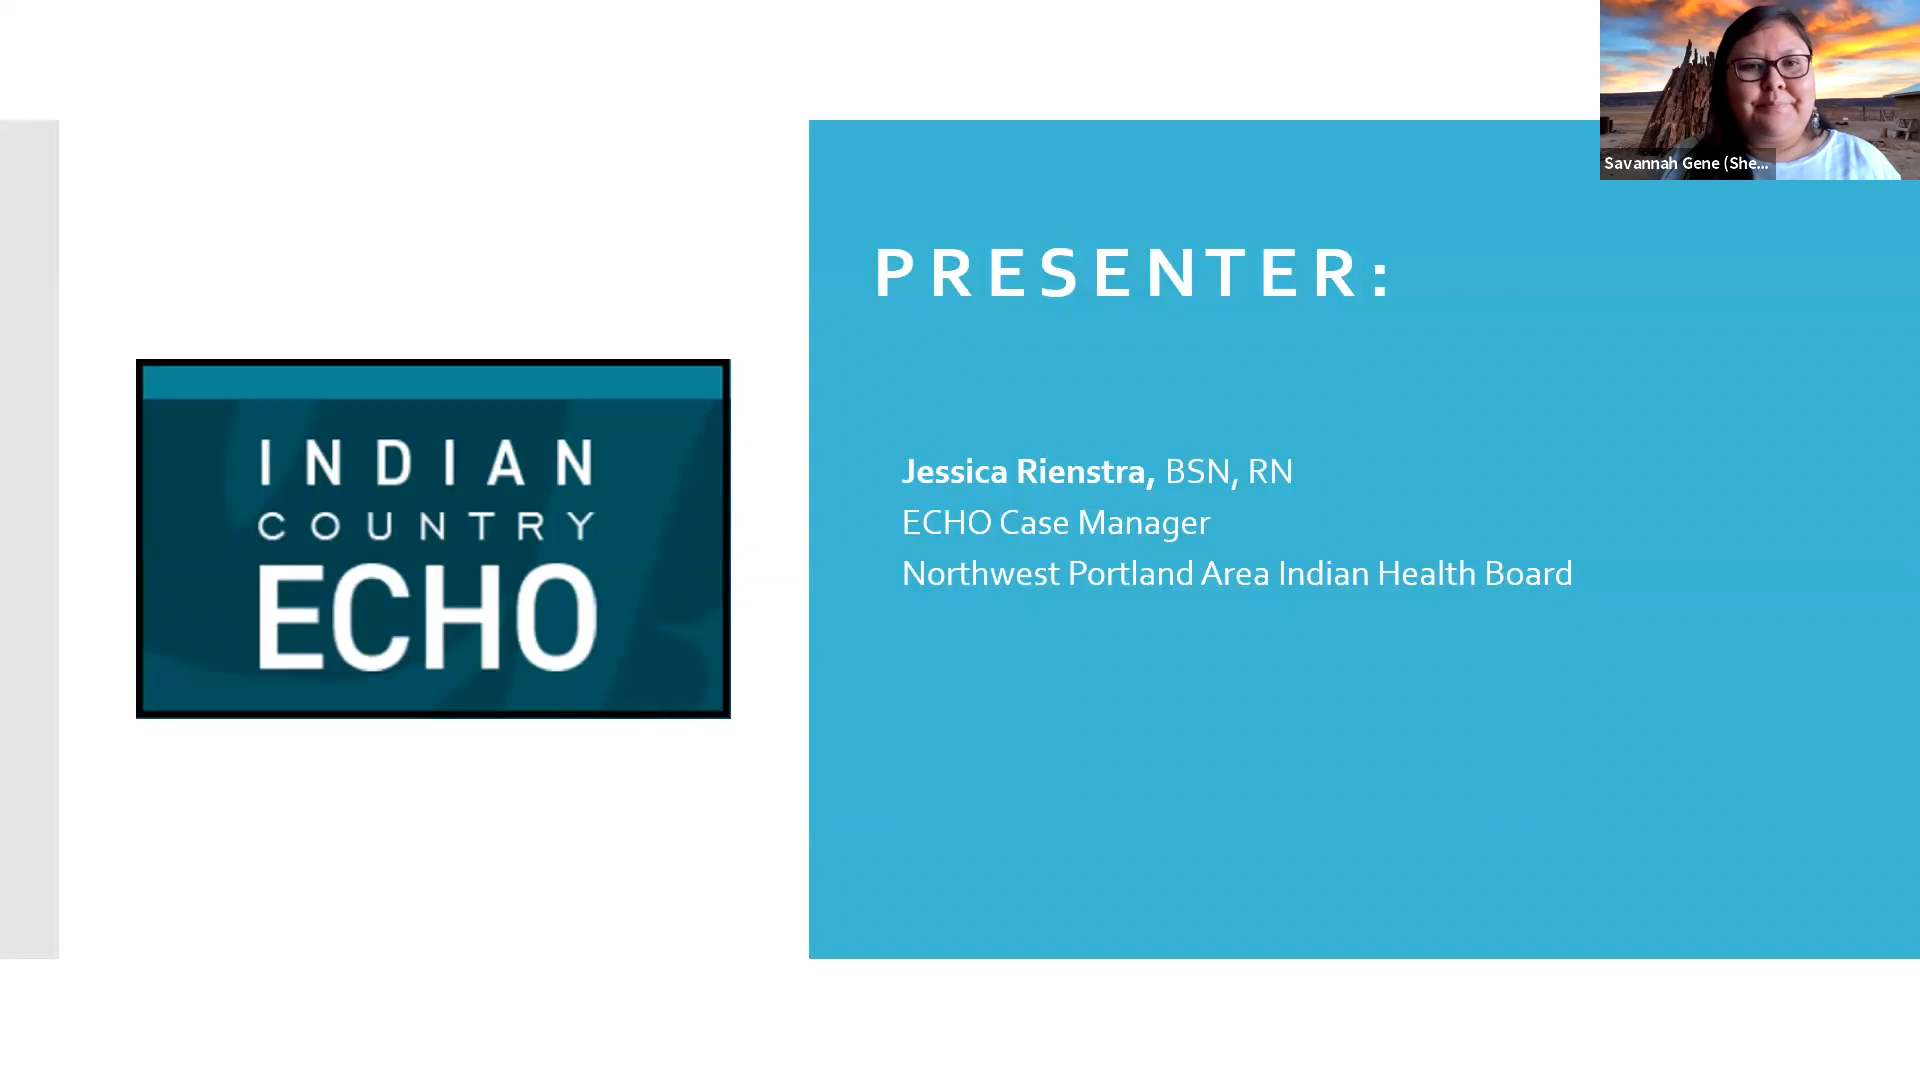 Savannah Gene (She...
PRESENTER:
INDIAN
COUNTRY
ECHO
Jessica Rienstra, BSN, RN
ECHO Case Manager
Northwest Portland Area Indian Health Board